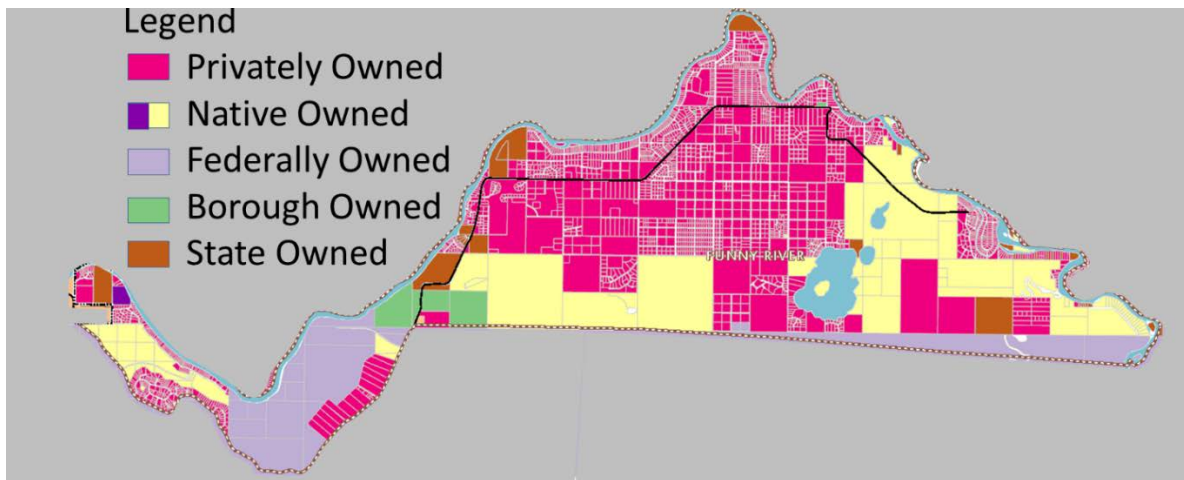 Legend
Privately Owned
Native Owned
Federally Owned
Borough Owned
State Owned
FUNNY RIVER